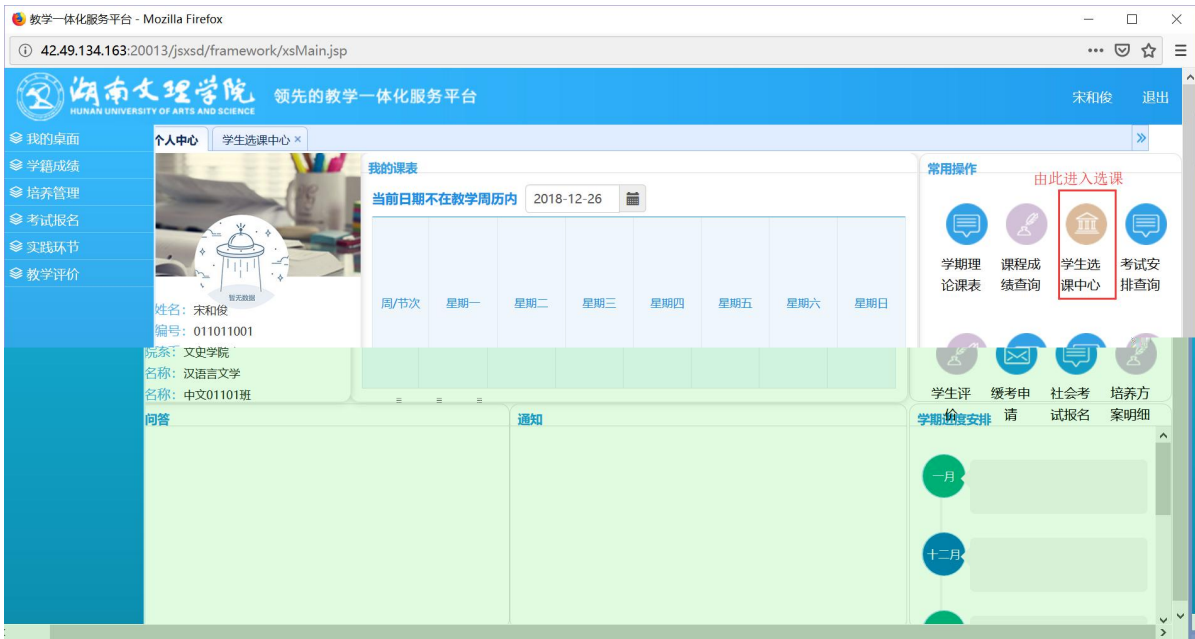 教学一体化服务平台 - Mozilla Firefox
42.49.134.163:20013/jsxsd/framework/xsMain.jsp
湖南文理学院
HUNAN UNIVERSITY OF ARTS AND SCIENCE
领先的教学一体化服务平台
宋和俊 退出
我的桌面
学籍成绩
培养管理
考试报名
实践环节
教学评价
个人中心 学生选课中心 ×
暂无数据
姓名：宋和俊
编号：011011001
院系：文史学院
名称：汉语言文学
名称：中文01101班
我的课表
当前日期不在教学周历内 2018-12-26
周/节次 星期一 星期二 星期三 星期四 星期五 星期六 星期日
常用操作
由此进入选课
学期理论课表
课程成绩查询
学生选课中心
考试安排查询
学生评价
缓考申请
社会考试报名
培养方案明细
问答
通知
学期进度安排
一月
十二月